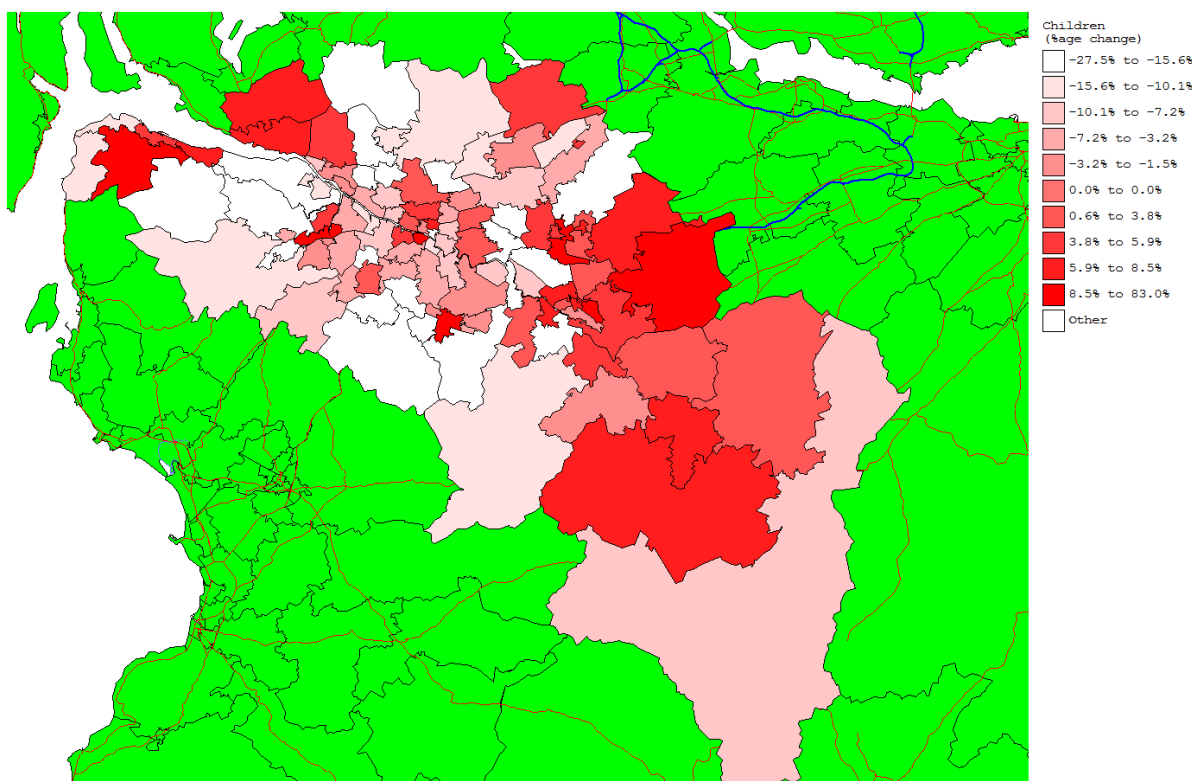 Children
(%age change)
-27.5% to -15.6%
-15.6% to -10.1%
-10.1% to -7.2%
-7.2% to -3.2%
-3.2% to -1.5%
0.0% to 0.0%
0.6% to 3.8%
3.8% to 5.9%
5.9% to 8.5%
8.5% to 83.0%
Other